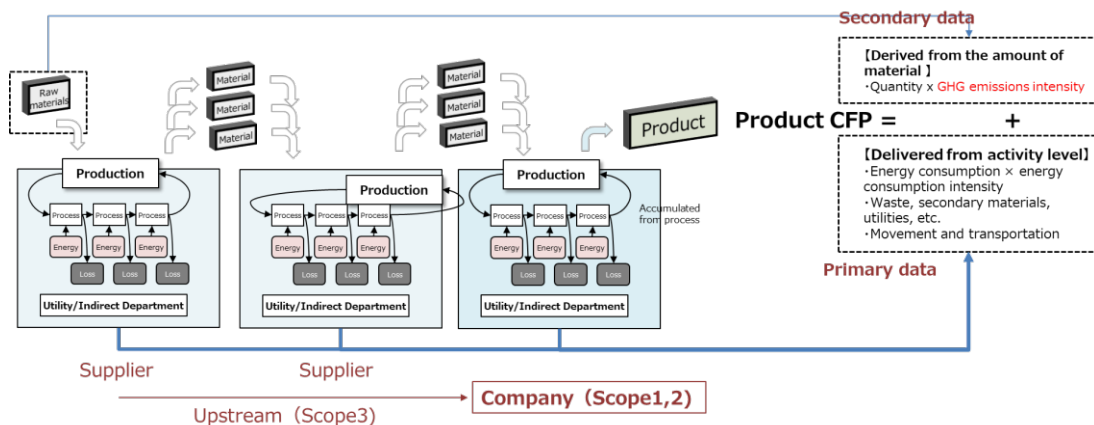 Secondary data
【Derived from the amount of
material 】
・Quantity x GHG emissions intensity
Raw
materials
Material
Material
Material
Material
Material
Material
Product
Product CFP =
+
【Delivered from activity level】
・Energy consumption × energy
consumption intensity
・Waste, secondary materials,
utilities, etc.
・Movement and transportation
Primary data
Production
Process
Process
Process
Energy
Energy
Energy
Loss
Loss
Loss
Utility/Indirect Department
Production
Process
Process
Process
Energy
Energy
Energy
Loss
Loss
Loss
Utility/Indirect Department
Production
Process
Process
Process
Energy
Energy
Energy
Loss
Loss
Loss
Utility/Indirect Department
Accumulated
from process
Supplier
Supplier
Upstream（Scope3）
Company（Scope1,2）